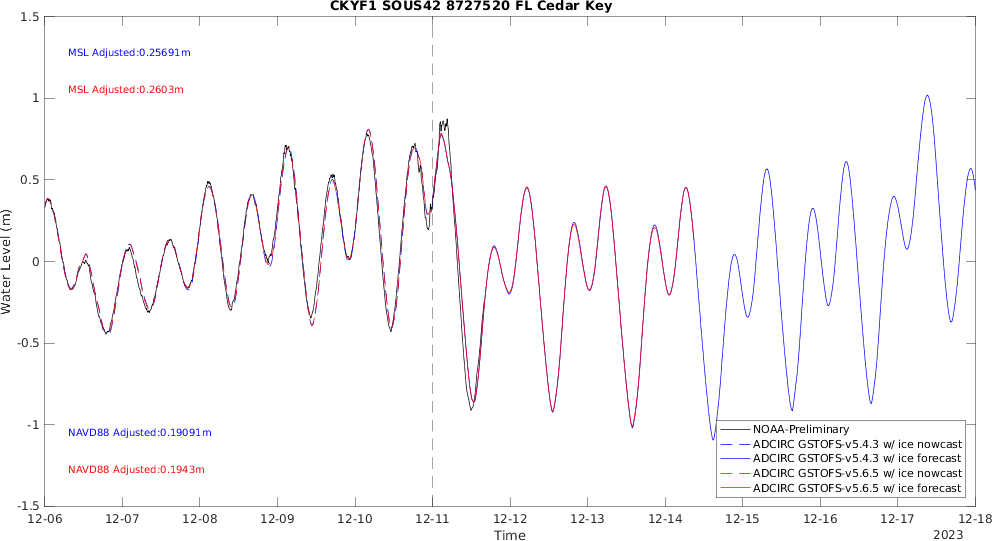 CKYF1 SOUS42 8727520 FL Cedar Key
1.5
MSL Adjusted:0.25691m
1
MSL Adjusted:0.2603m
0.5
Water Level (m)
0
-0.5
-1
NAVD88 Adjusted:0.19091m
NAVD88 Adjusted:0.1943m
-1.5
NOAA-Preliminary
ADCIRC GSTOFS-v5.4.3 w/ ice nowcast
ADCIRC GSTOFS-v5.4.3 w/ ice forecast
ADCIRC GSTOFS-v5.6.5 w/ ice nowcast
ADCIRC GSTOFS-v5.6.5 w/ ice forecast
12-06 12-07 12-08 12-09 12-10 12-11 12-12 12-13 12-14 12-15 12-16 12-17 12-18
Time
2023